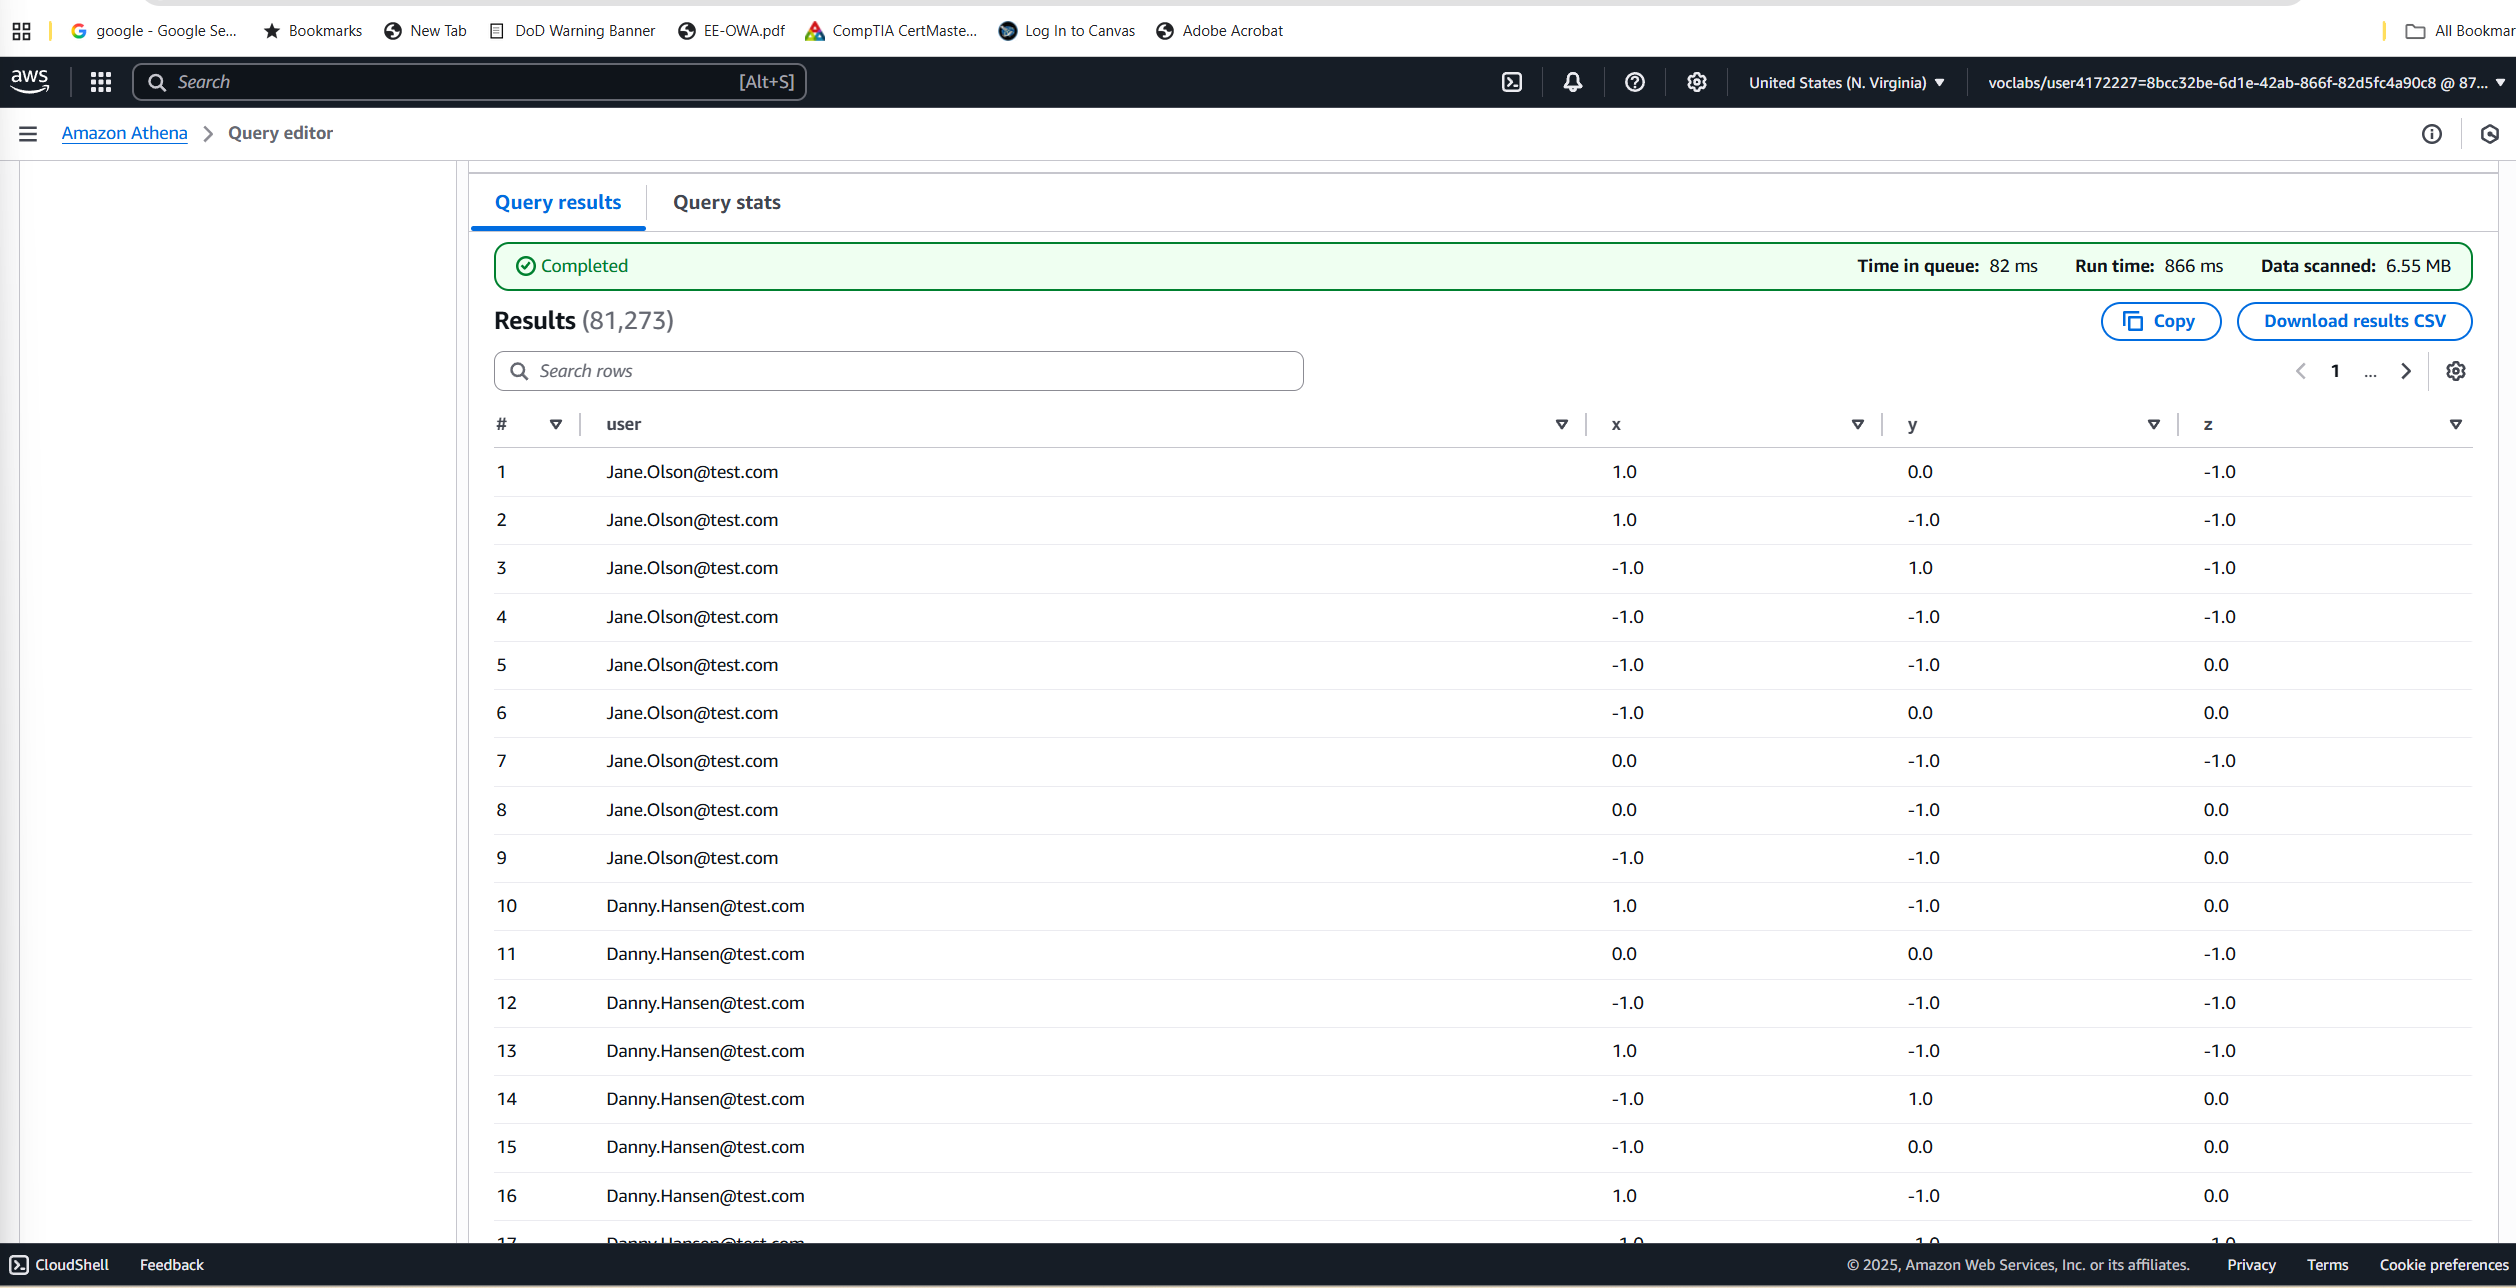 google - Google Se... Bookmarks New Tab DoD Warning Banner EE-OWA.pdf CompTIA CertMaste... Log In to Canvas Adobe Acrobat All Bookmar
aws Search [Alt+S] United States (N. Virginia) voclabs/user4172227=8bcc32be-6d1e-42ab-866f-82d5fc4a90c8 @ 87...
Amazon Athena Query editor
Query results Query stats
Completed Time in queue: 82 ms Run time: 866 ms Data scanned: 6.55 MB
Results (81,273) Copy Download results CSV
Search rows 1 ...
# user x y z
1 Jane.Olson@test.com 1.0 0.0 -1.0
2 Jane.Olson@test.com 1.0 -1.0 -1.0
3 Jane.Olson@test.com -1.0 1.0 -1.0
4 Jane.Olson@test.com -1.0 -1.0 -1.0
5 Jane.Olson@test.com -1.0 -1.0 0.0
6 Jane.Olson@test.com -1.0 0.0 0.0
7 Jane.Olson@test.com 0.0 -1.0 -1.0
8 Jane.Olson@test.com 0.0 -1.0 0.0
9 Jane.Olson@test.com -1.0 -1.0 0.0
10 Danny.Hansen@test.com 1.0 -1.0 0.0
11 Danny.Hansen@test.com 0.0 0.0 -1.0
12 Danny.Hansen@test.com -1.0 -1.0 -1.0
13 Danny.Hansen@test.com 1.0 -1.0 -1.0
14 Danny.Hansen@test.com -1.0 1.0 0.0
15 Danny.Hansen@test.com -1.0 0.0 0.0
16 Danny.Hansen@test.com 1.0 -1.0 0.0
17 Danny.Hansen@test.com -1.0 -1.0 -1.0
CloudShell Feedback © 2025, Amazon Web Services, Inc. or its affiliates. Privacy Terms Cookie preferences